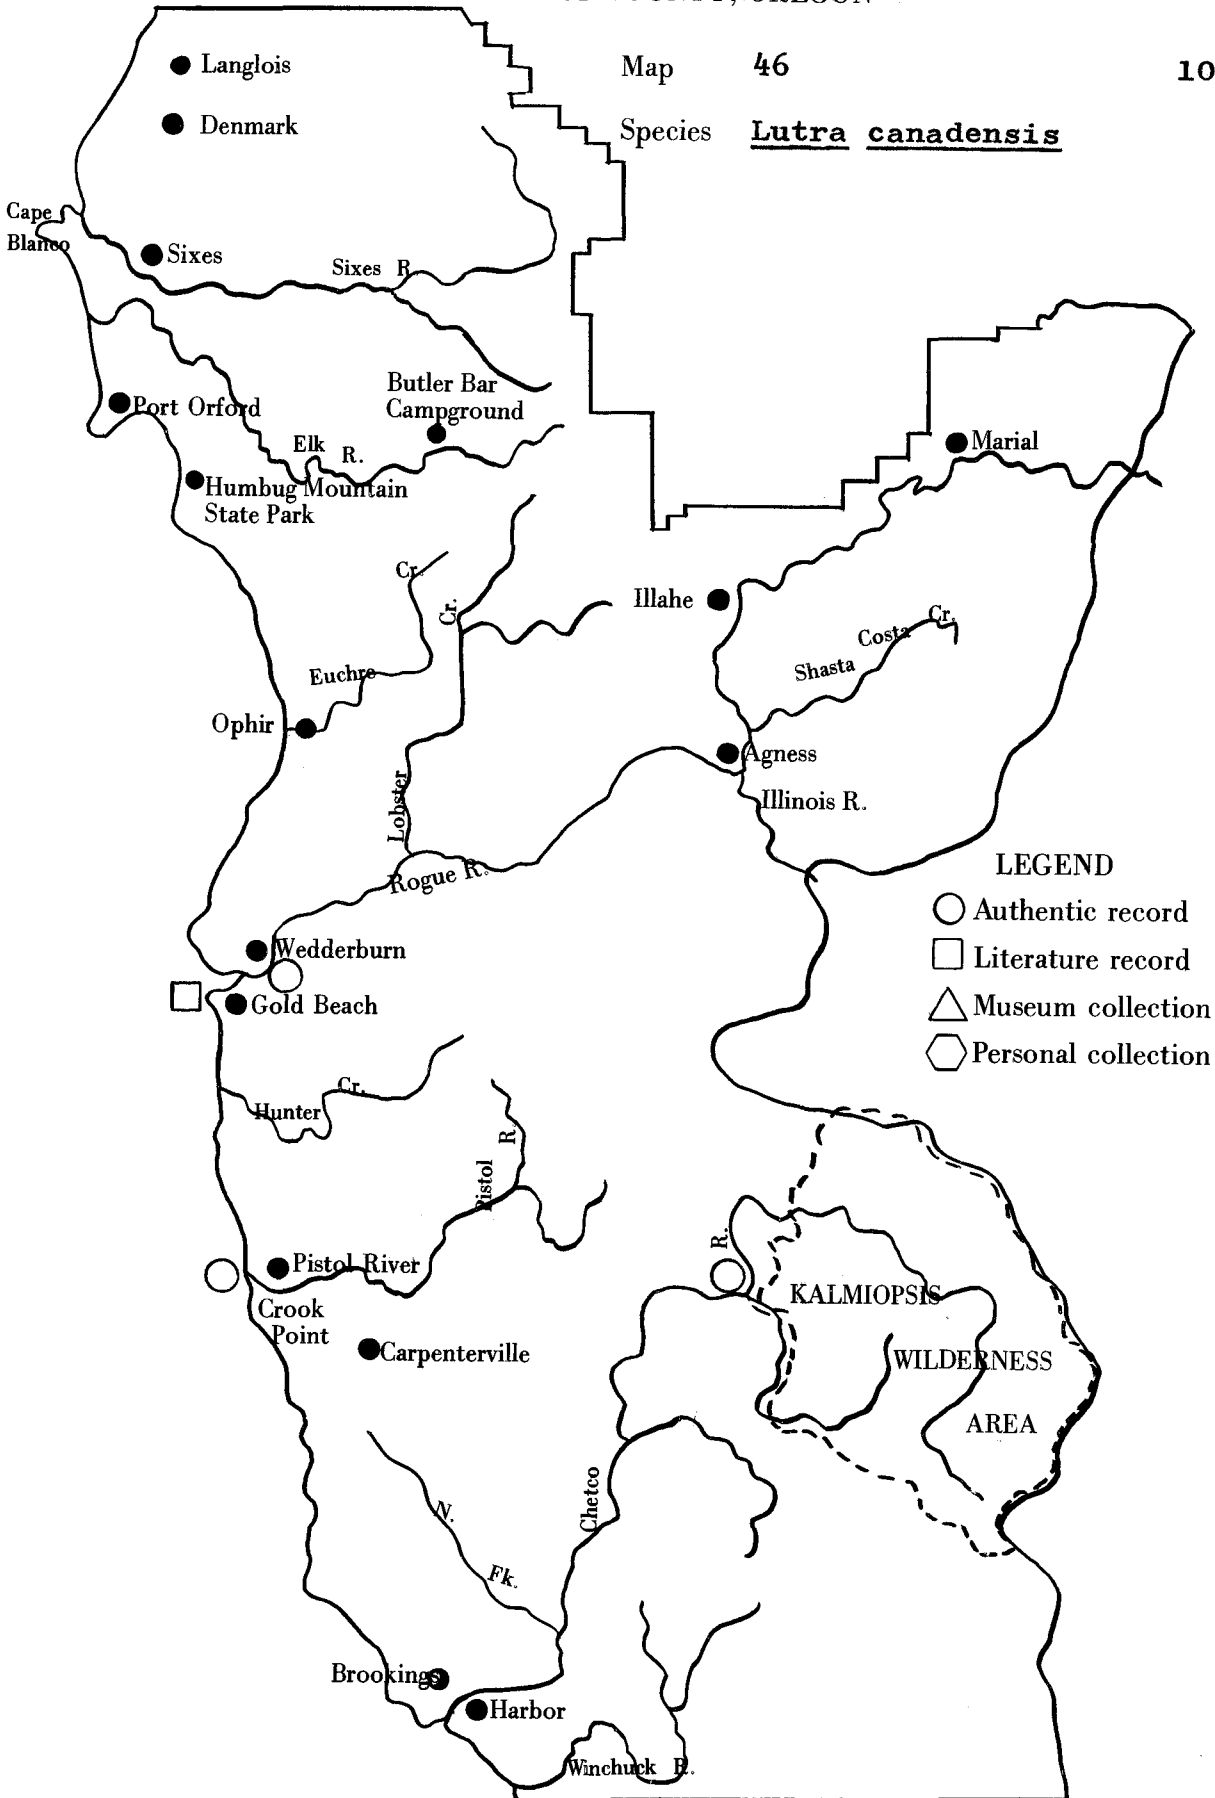 OREGON
Map 46
10
Species Lutra canadensis
Langlois
Denmark
Cape
Blanco
Sixes
Sixes R
Butler Bar
Campground
Port Orford
Elk R.
Humbug Mountain
State Park
Marial
Cr.
Cr.
Illahe
Cr.
Costa
Shasta
Euchre
Ophir
Agness
Lobster
Illinois R.
Rogue R.
LEGEND
Authentic record
Literature record
Museum collection
Personal collection
Wedderburn
Gold Beach
Cr.
Hunter
R.
Pistol
R.
Pistol River
Crook
Point
Carpenterville
KALMIOPSIS
WILDERNESS
AREA
Chetco
N.
Fk.
Brookings
Harbor
Winchuck R.